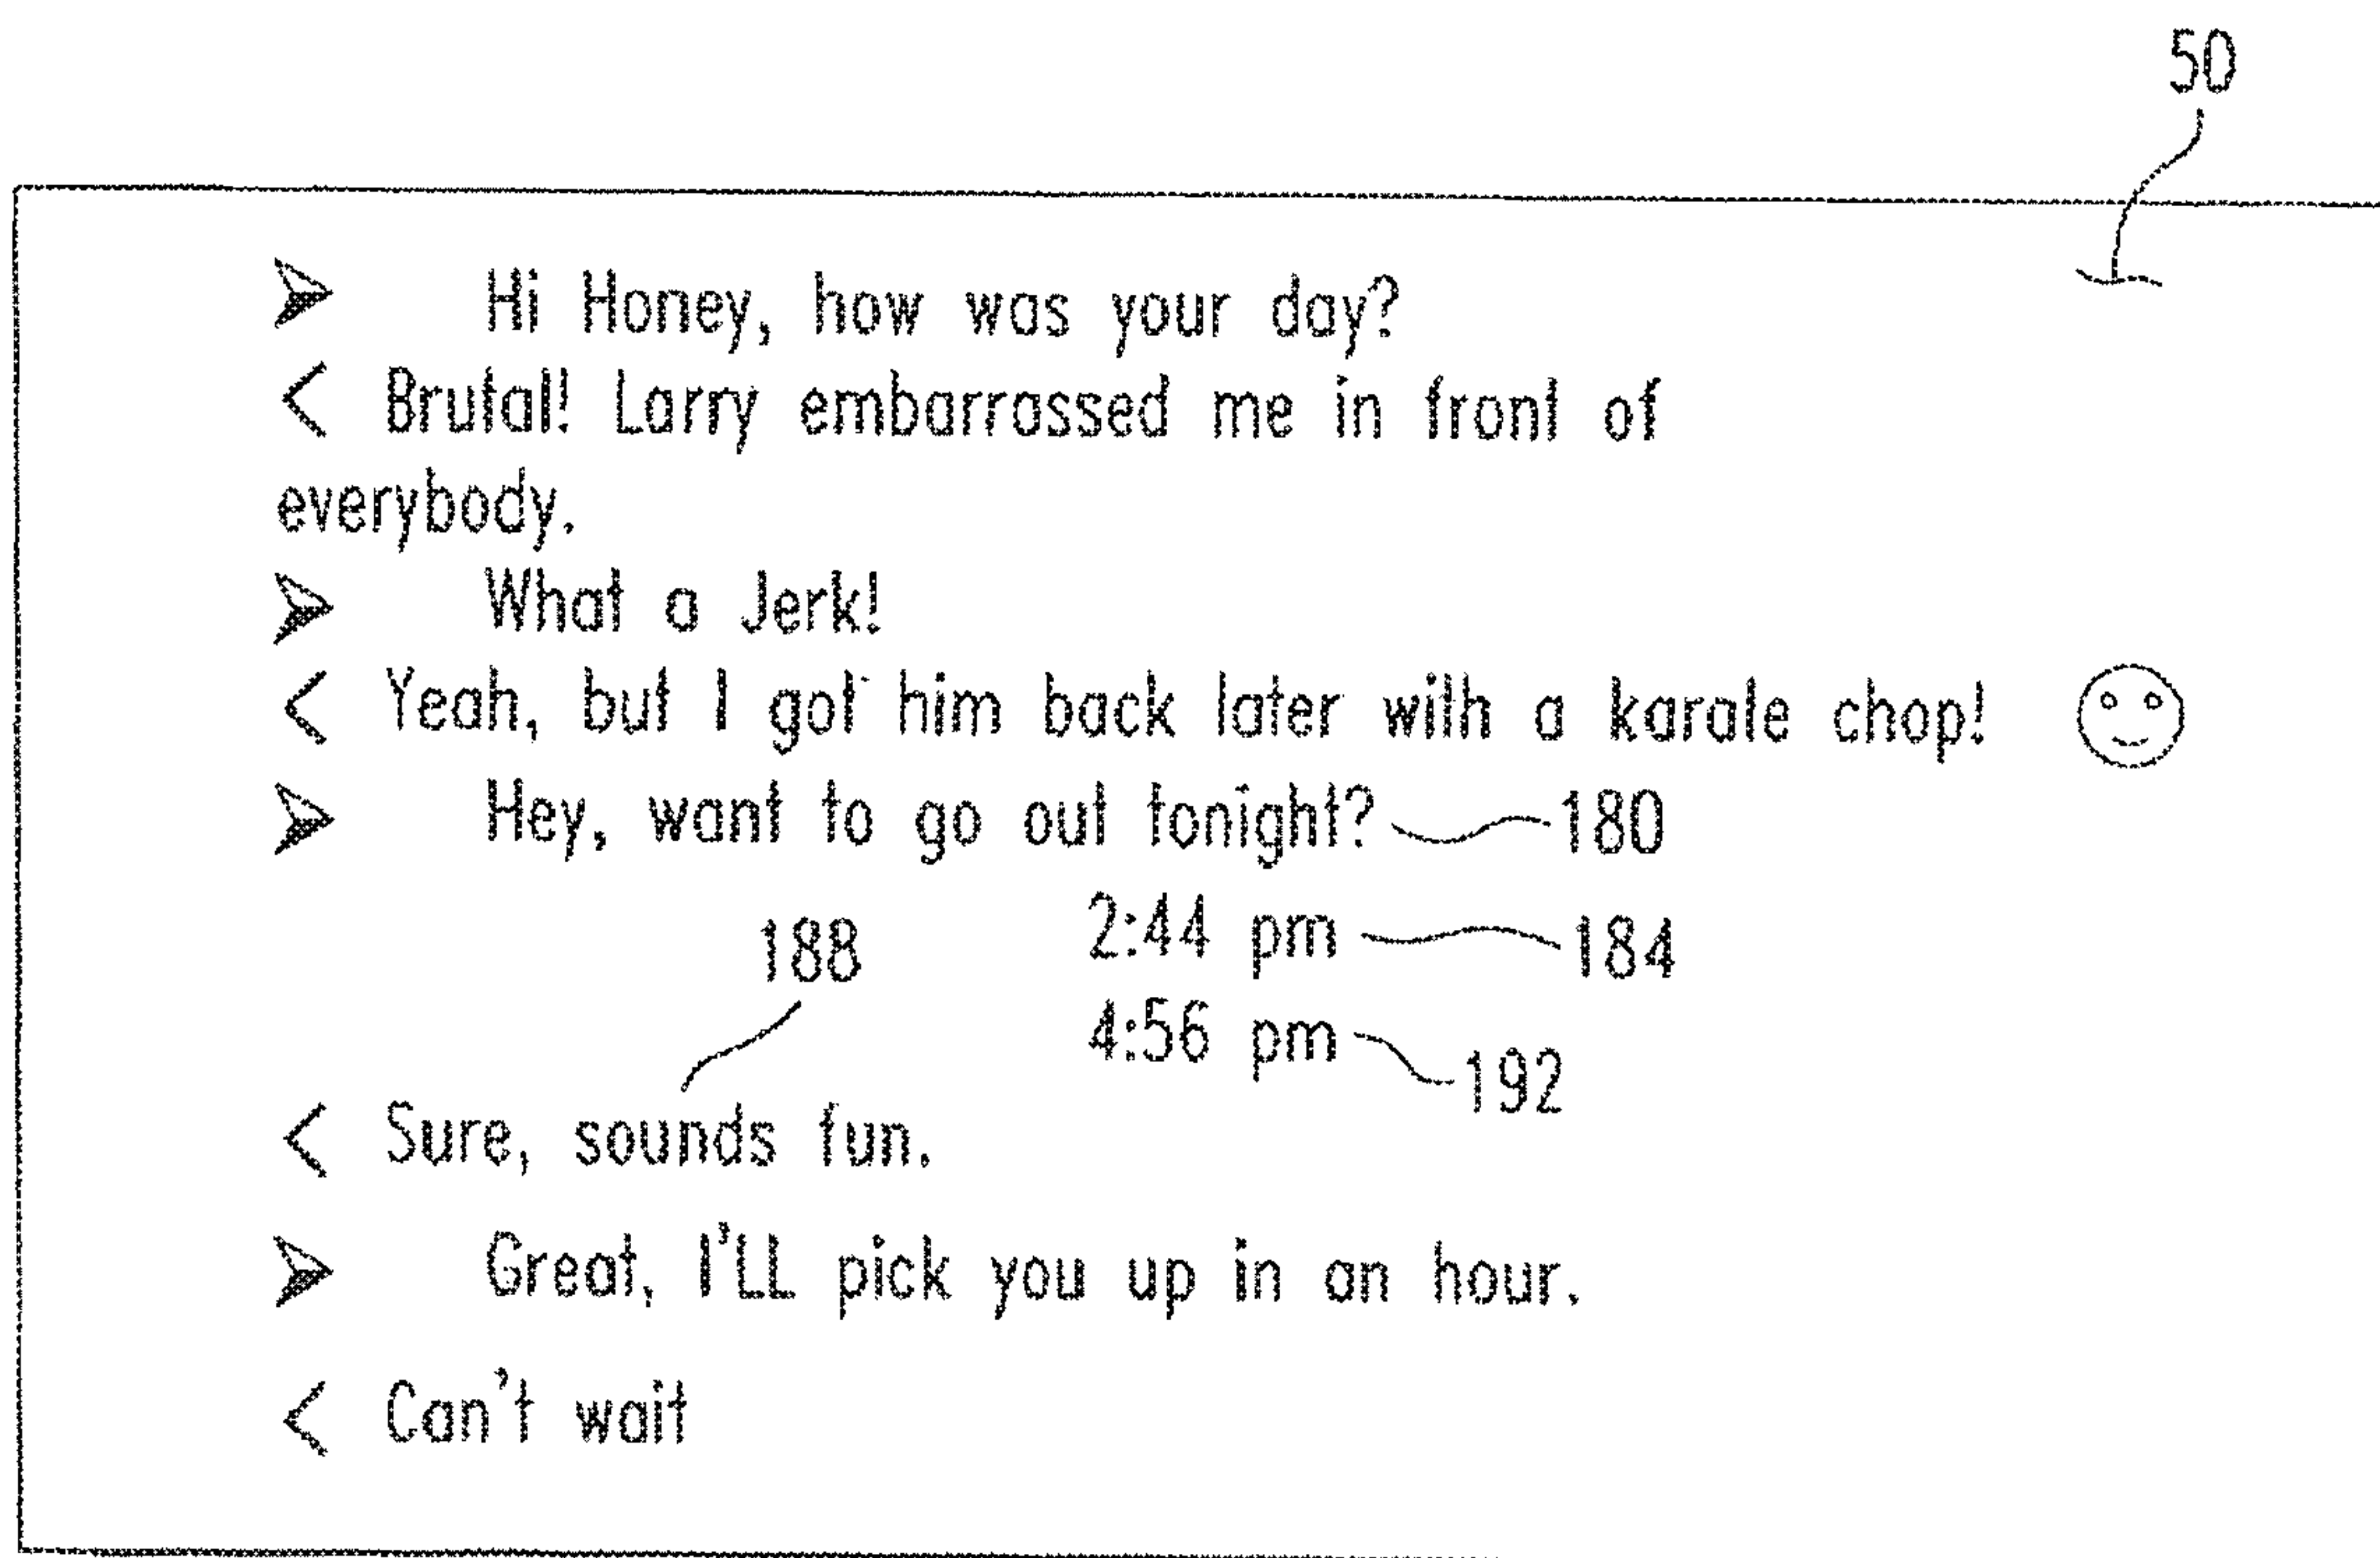 50
➤ Hi Honey, how was your day?
< Brutal! Larry embarrassed me in front of
everybody.
➤ What a Jerk!
< Yeah, but I got him back later with a karate chop!
➤ Hey, want to go out tonight? 180
188 2:44 pm 184
4:56 pm 192
< Sure, sounds fun.
➤ Great, I'LL pick you up in an hour.
< Can't wait